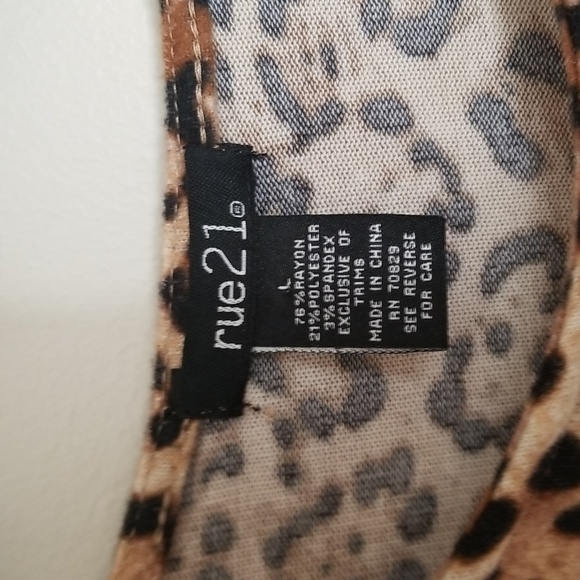 rue21®
L
76%RAYON
21%POLYESTER
3%SPANDEX
EXCLUSIVE OF
TRIMS
MADE IN CHINA
RN 70829
SEE REVERSE
FOR CARE